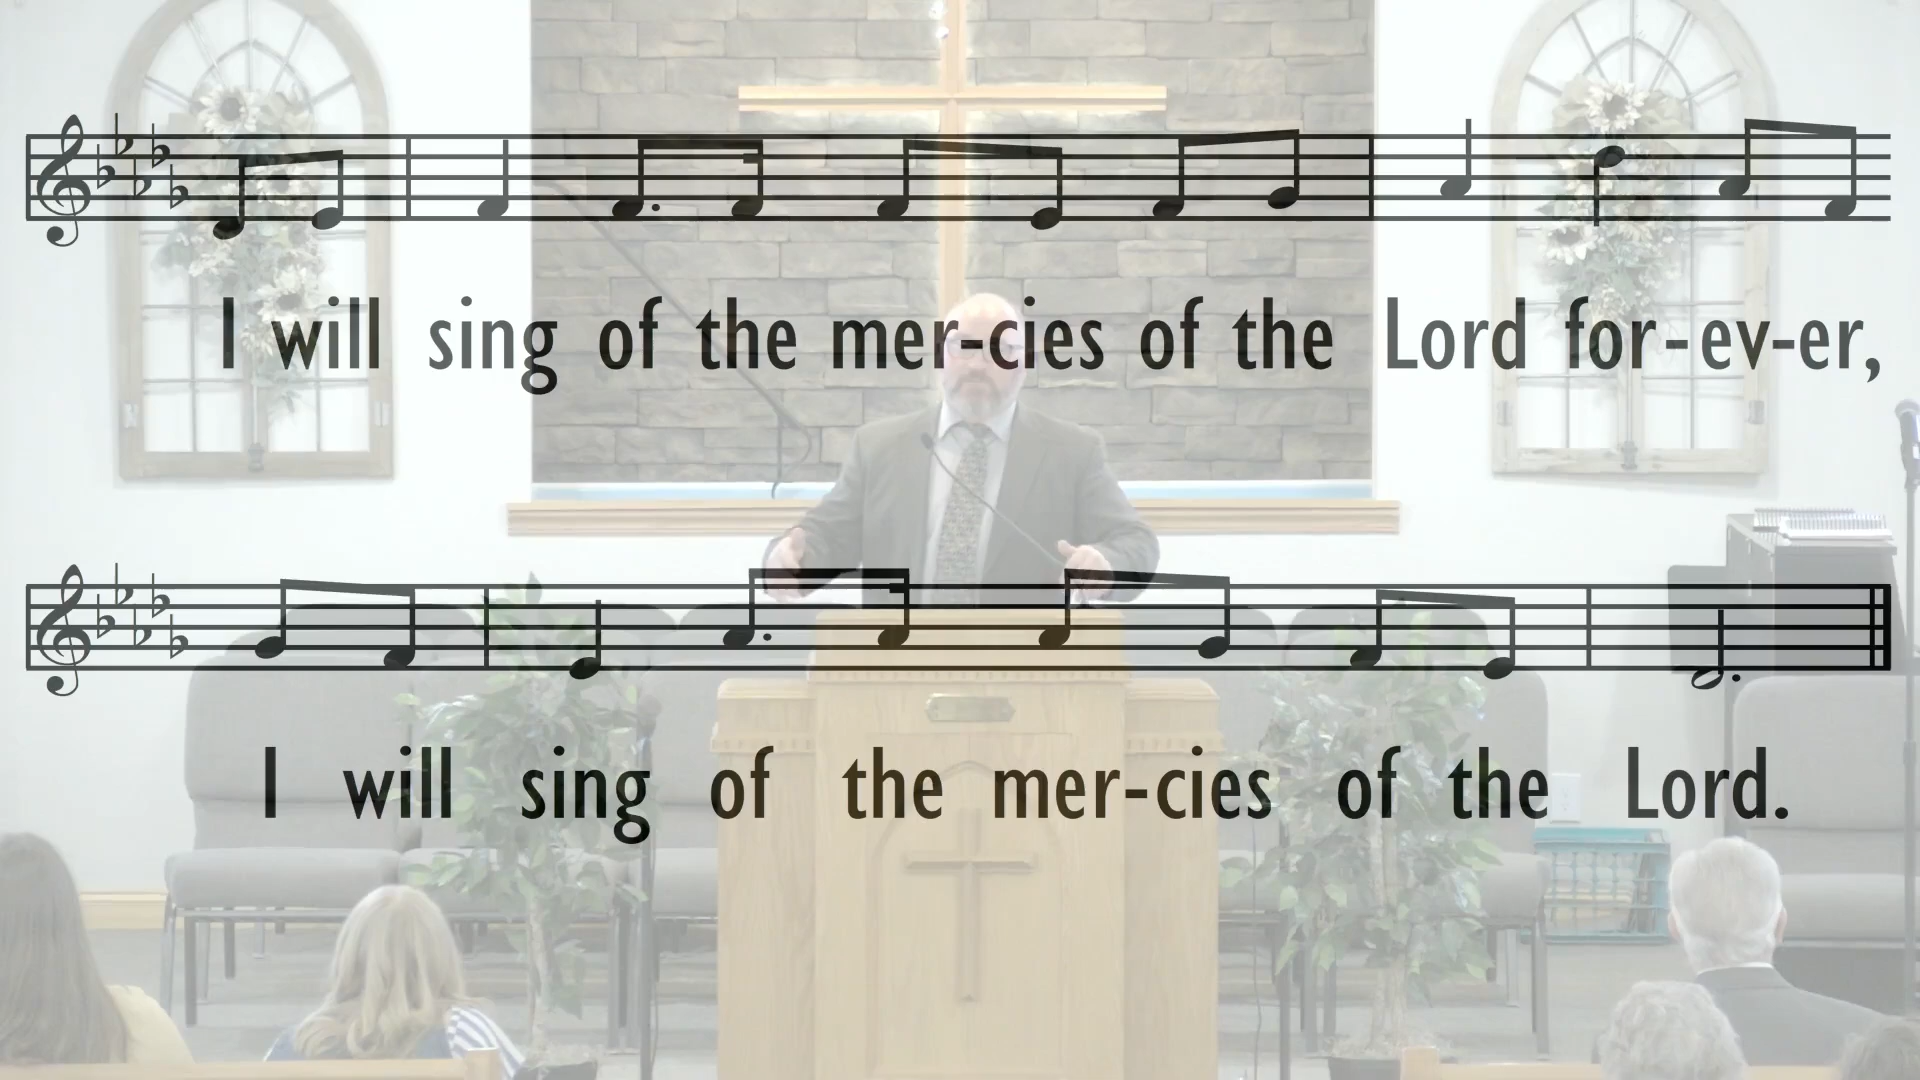 I will sing of the mer-cies of the Lord for-ev-er,
I will sing of the mer-cies of the Lord.